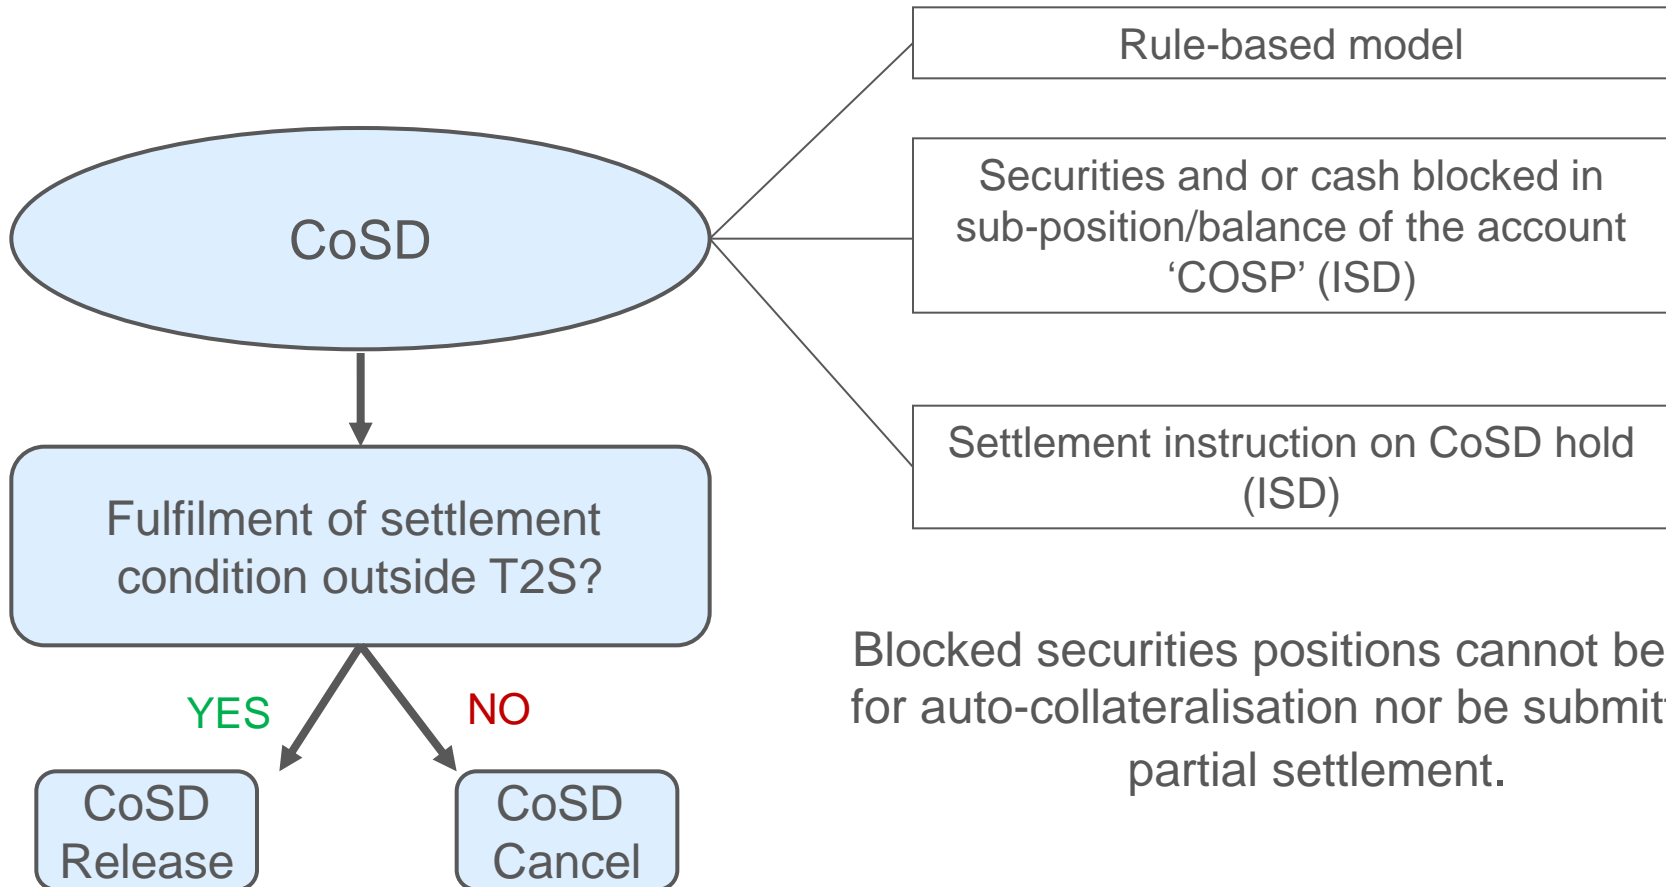 Rule-based model
CoSD
Securities and or cash blocked in
sub-position/balance of the account
‘COSP’ (ISD)
Settlement instruction on CoSD hold
(ISD)
Fulfilment of settlement
condition outside T2S?
YES
NO
CoSD
Release
CoSD
Cancel
Blocked securities positions cannot be
for auto-collateralisation nor be
partial settlement.